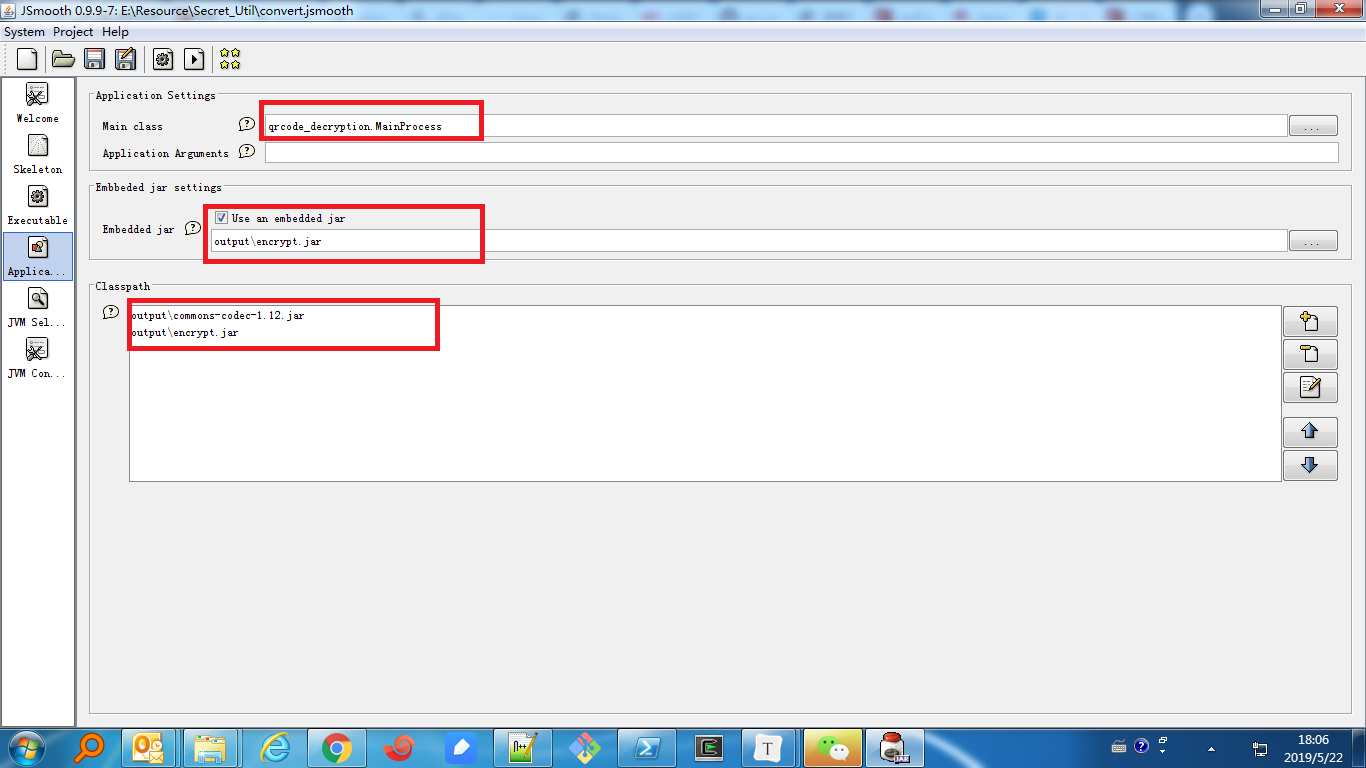 JSmooth 0.9.9-7: E:\Resource\Secret_Util\convert.jsmooth
System Project Help
Welcome
Skeleton
Executable
Applica...
JVM Sel...
JVM Con...
Application Settings
Main class
qrcode_decryption.MainProcess
...
Application Arguments
Embbeded jar settings
Use an embedded jar
Embedded jar
output\encrypt.jar
...
Classpath
output\commons-codec-1.12.jar
output\encrypt.jar
18:06
2019/5/22